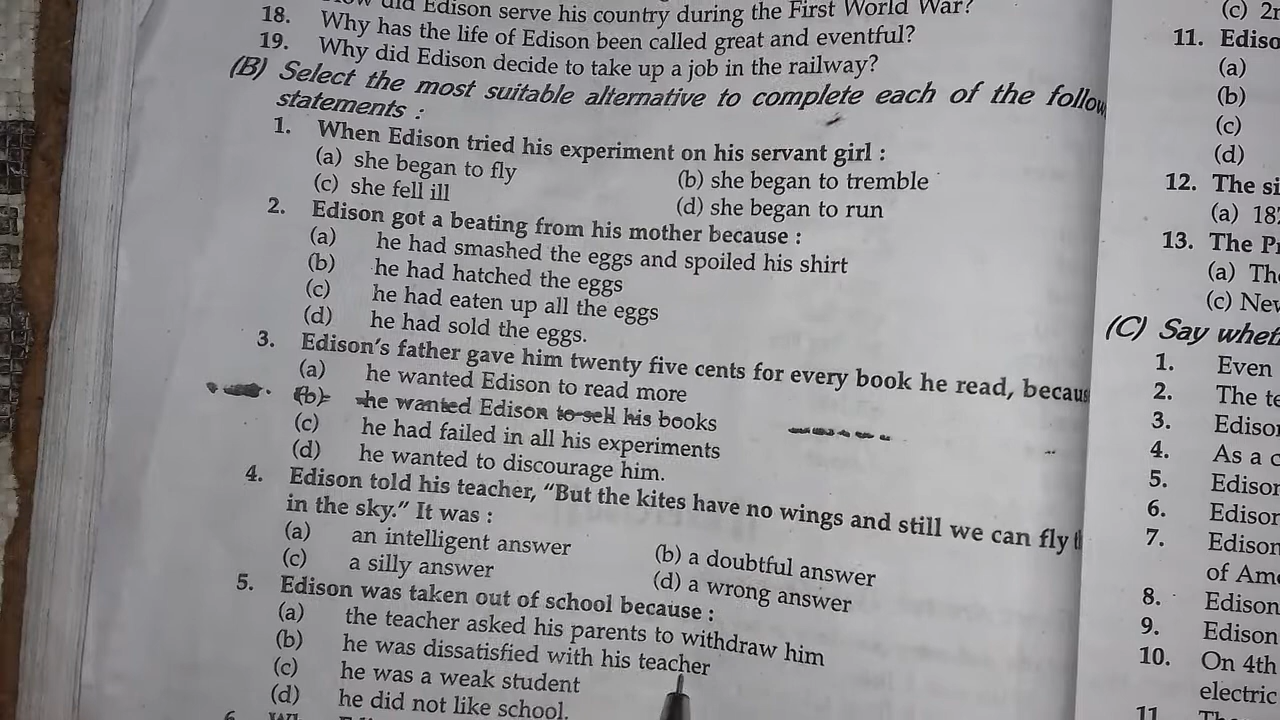 did Edison serve his country during the First World War?
18. Why has the life of Edison been called great and eventful?
19. Why did Edison decide to take up a job in the railway?
(B) Select the most suitable alternative to complete each of the follow
statements :
1. When Edison tried his experiment on his servant girl :
(a) she began to fly (b) she began to tremble
(c) she fell ill (d) she began to run
2. Edison got a beating from his mother because :
(a) he had smashed the eggs and spoiled his shirt
(b) he had hatched the eggs
(c) he had eaten up all the eggs
(d) he had sold the eggs.
3. Edison's father gave him twenty five cents for every book he read, becaus
(a) he wanted Edison to read more
(b) he wanted Edison to sell his books
(c) he had failed in all his experiments
(d) he wanted to discourage him.
4. Edison told his teacher, "But the kites have no wings and still we can fly t
in the sky." It was :
(a) an intelligent answer (b) a doubtful answer
(c) a silly answer (d) a wrong answer
5. Edison was taken out of school because :
(a) the teacher asked his parents to withdraw him
(b) he was dissatisfied with his teacher
(c) he was a weak student
(d) he did not like school.
(c) 2
11. Ediso
(a)
(b)
(c)
(d)
12. The si
(a) 18
13. The P
(a) Th
(c) Nev
(C) Say whet
1. Even
2. The te
3. Edison
4. As a c
5. Edison
6. Edison
7. Edison
of Ame
8. Edison
9. Edison
10. On 4th
electric
11.